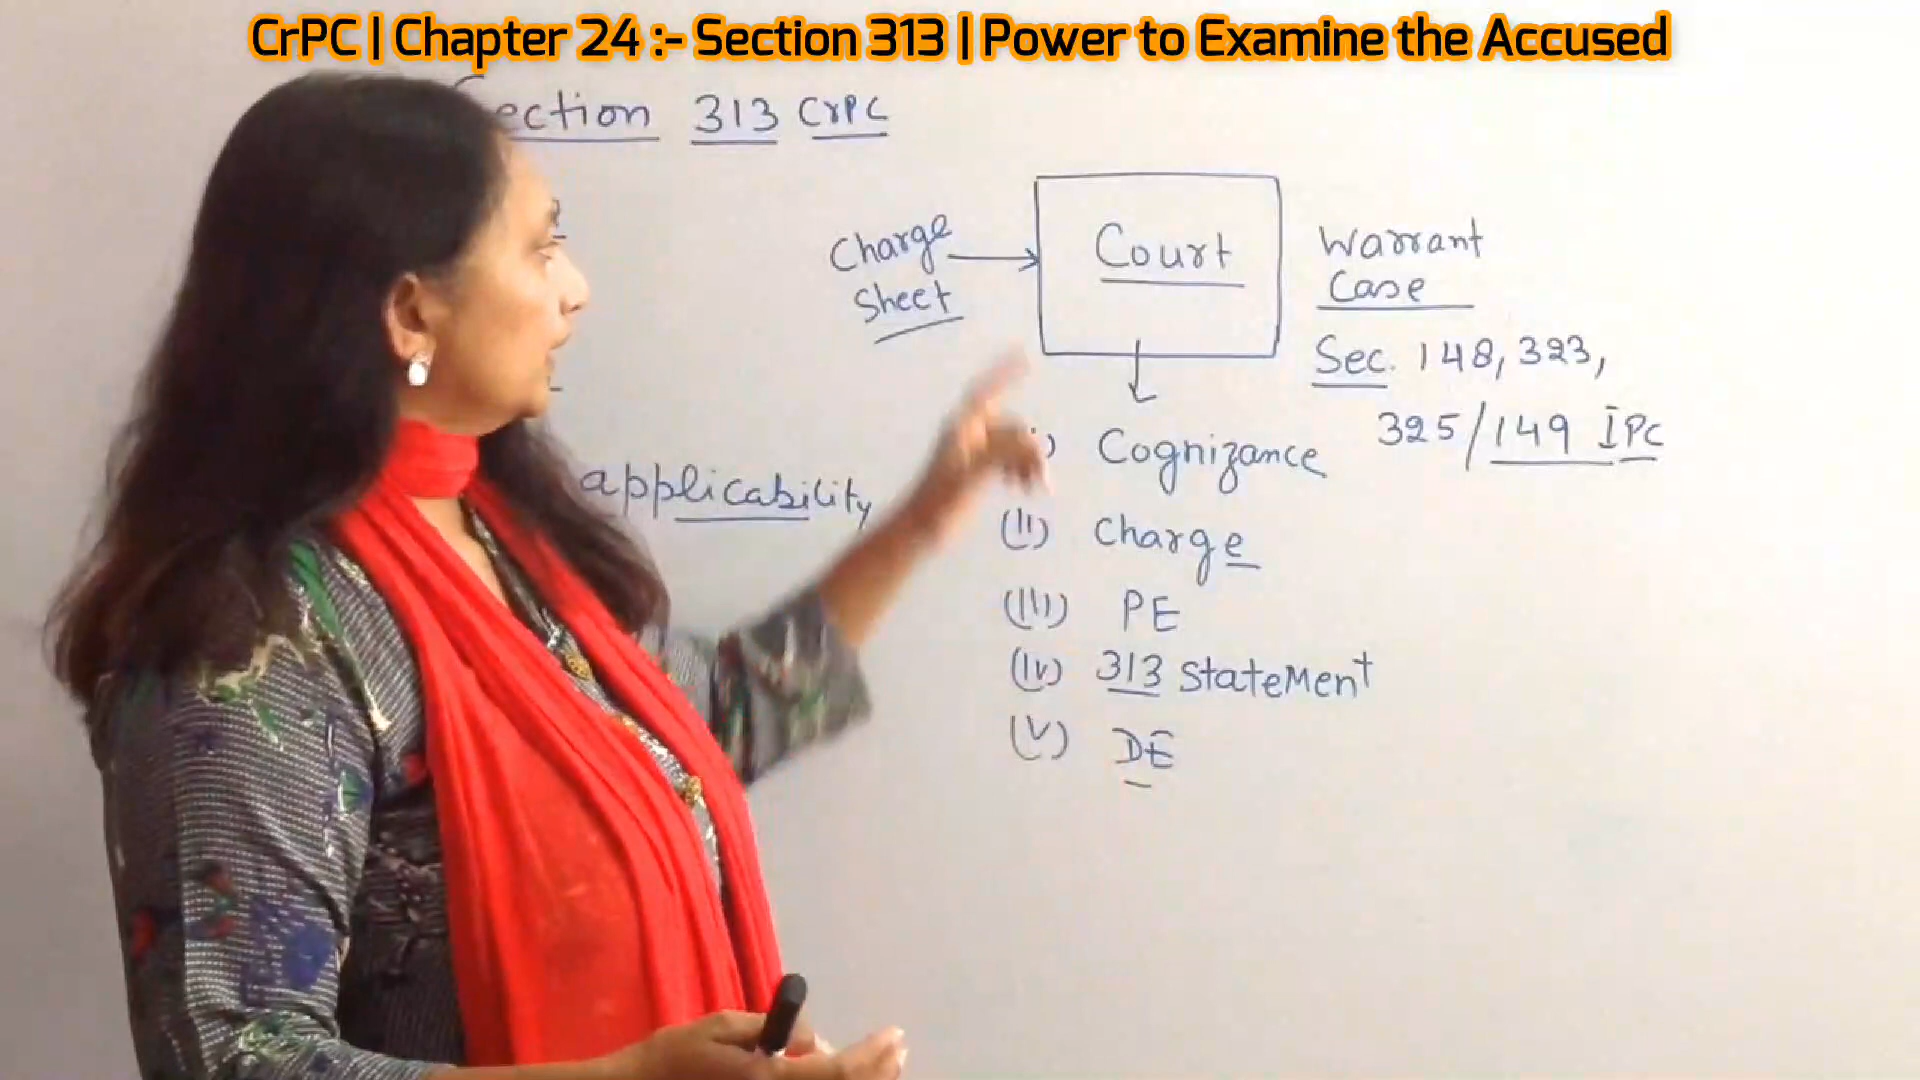 CrPC | Chapter 24 :- Section 313 | Power to Examine the Accused
Section 313 CrPC
Charge Sheet
Court
Warrant
Case
Sec. 148, 323,
325/149 IPC
applicability
(i) Cognizance
(ii) Charge
(iii) PE
(iv) 313 Statement
(v) DE